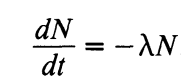 dN/dt = -λN